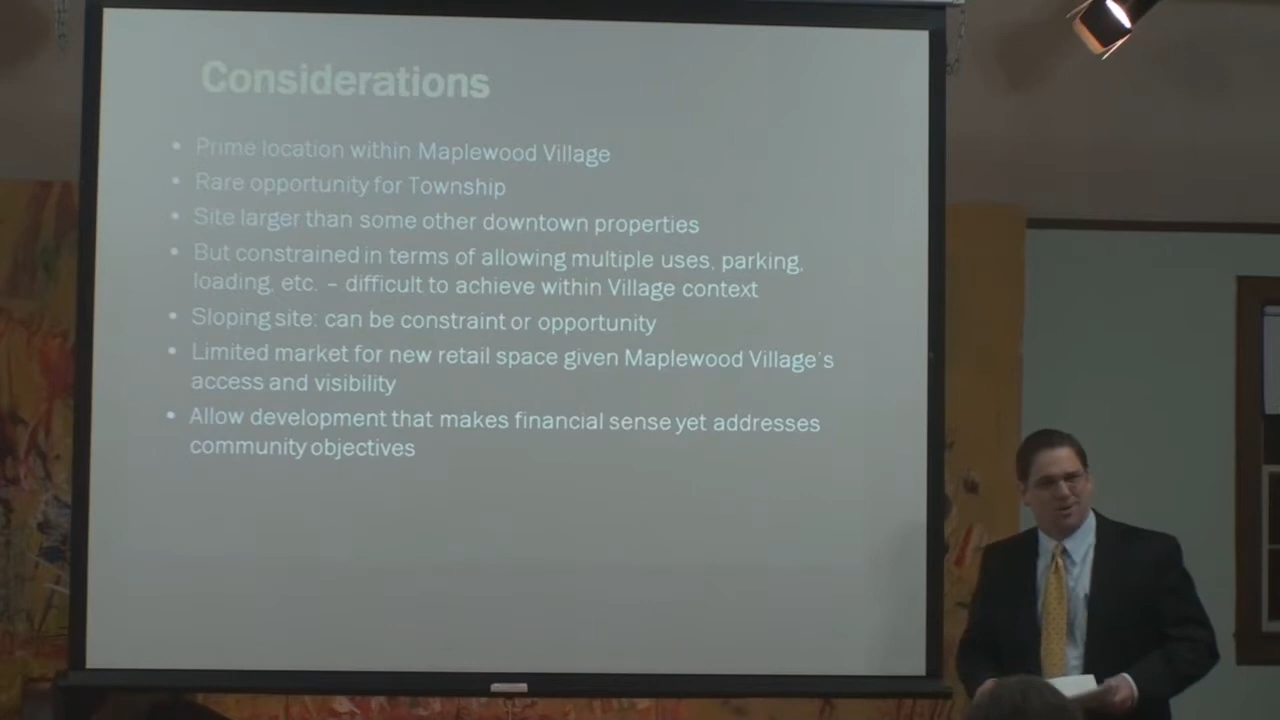 Considerations
• Prime location within Maplewood Village
• Rare opportunity for Township
• Site larger than some other downtown properties
• But constrained in terms of allowing multiple uses, parking,
loading, etc. – difficult to achieve within Village context
• Sloping site: can be constraint or opportunity
• Limited market for new retail space given Maplewood Village's
access and visibility
• Allow development that makes financial sense yet addresses
community objectives